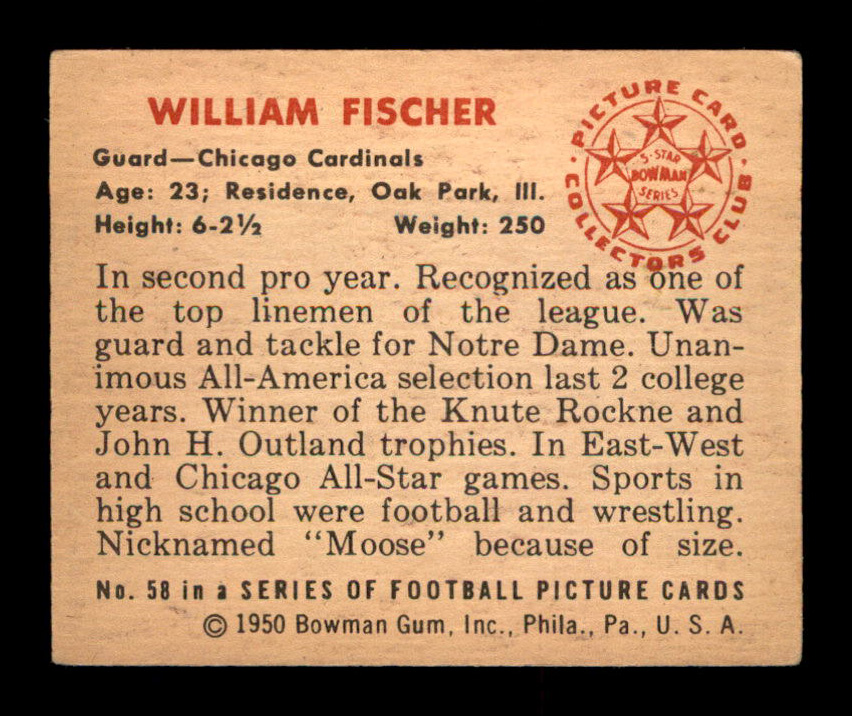 WILLIAM FISCHER
Guard—Chicago Cardinals
Age: 23; Residence, Oak Park, Ill.
Height: 6-2½ Weight: 250
PICTURE CARD
COLLECTORS CLUB
5-STAR
BOWMAN
SERIES
In second pro year. Recognized as one of
the top linemen of the league. Was
guard and tackle for Notre Dame. Unan-
imous All-America selection last 2 college
years. Winner of the Knute Rockne and
John H. Outland trophies. In East-West
and Chicago All-Star games. Sports in
high school were football and wrestling.
Nicknamed "Moose" because of size.
No. 58 in a SERIES OF FOOTBALL PICTURE CARDS
© 1950 Bowman Gum, Inc., Phila., Pa., U. S. A.